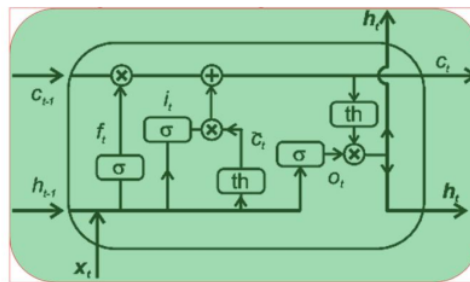 h_t
c_{t-1}
c_t
i_t
th
f_t
σ
c̃_t
σ
σ
th
o_t
h_{t-1}
h_t
x_t